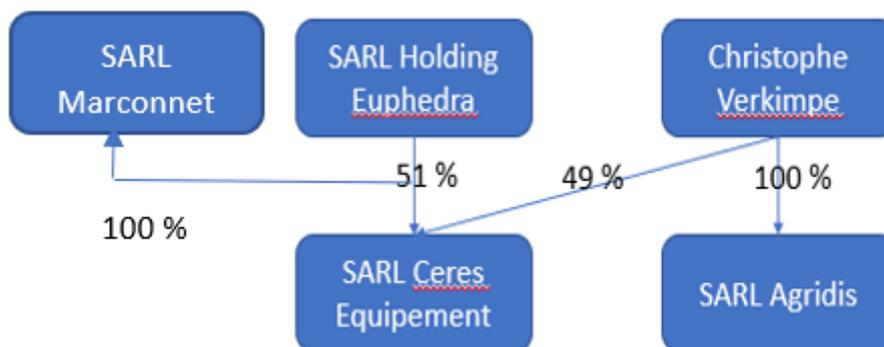 SARL
Marconnet
SARL Holding
Euphedra
Christophe
Verkimpe
51 %
49 %
100 %
100 %
SARL Ceres
Equipement
SARL Agridis